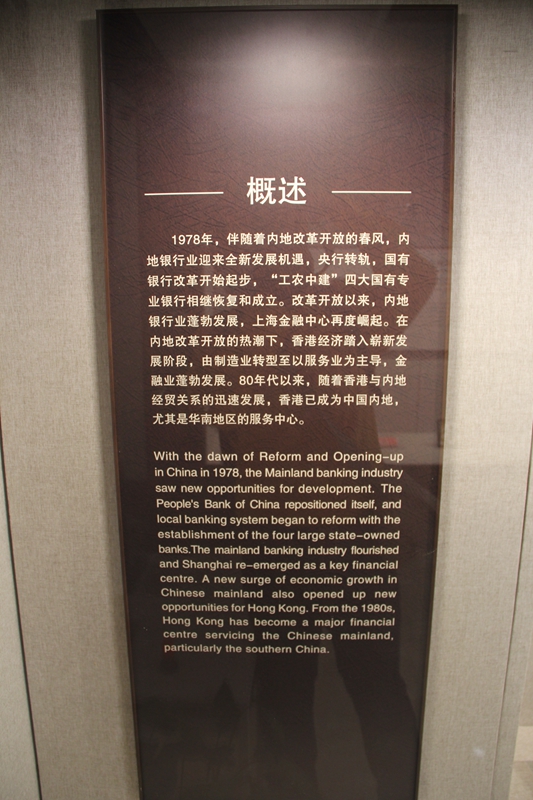 概述
1978年，伴随着内地改革开放的春风，内
地银行业迎来全新发展机遇，央行转轨，国有
银行改革开始起步，“工农中建”四大国有专
业银行相继恢复和成立。改革开放以来，内地
银行业蓬勃发展，上海金融中心再度崛起。在
内地改革开放的热潮下，香港经济踏入崭新发
展阶段，由制造业转型至以服务业为主导，金
融业蓬勃发展。80年代以来，随着香港与内地
经贸关系的迅速发展，香港已成为中国内地，
尤其是华南地区的服务中心。
With the dawn of Reform and Opening-up
in China in 1978, the Mainland banking industry
saw new opportunities for development. The
People's Bank of China repositioned itself, and
local banking system began to reform with the
establishment of the four large state-owned
banks.The mainland banking industry flourished
and Shanghai re-emerged as a key financial
centre. A new surge of economic growth in
Chinese mainland also opened up new
opportunities for Hong Kong. From the 1980s,
Hong Kong has become a major financial
centre servicing the Chinese mainland,
particularly the southern China.